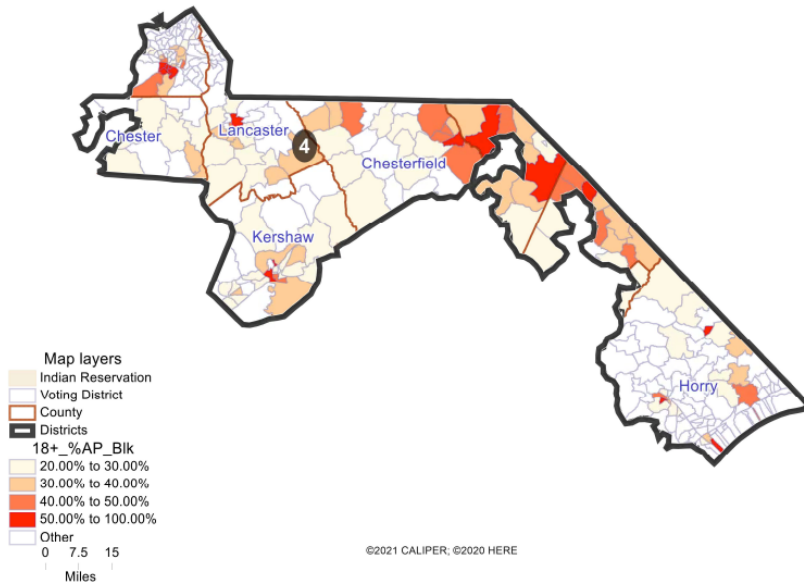 Chester
Lancaster
4
Chesterfield
Kershaw
Horry
Map layers
Indian Reservation
Voting District
County
Districts
18+_%AP_Blk
20.00% to 30.00%
30.00% to 40.00%
40.00% to 50.00%
50.00% to 100.00%
Other
0 7.5 15
Miles
©2021 CALIPER; ©2020 HERE